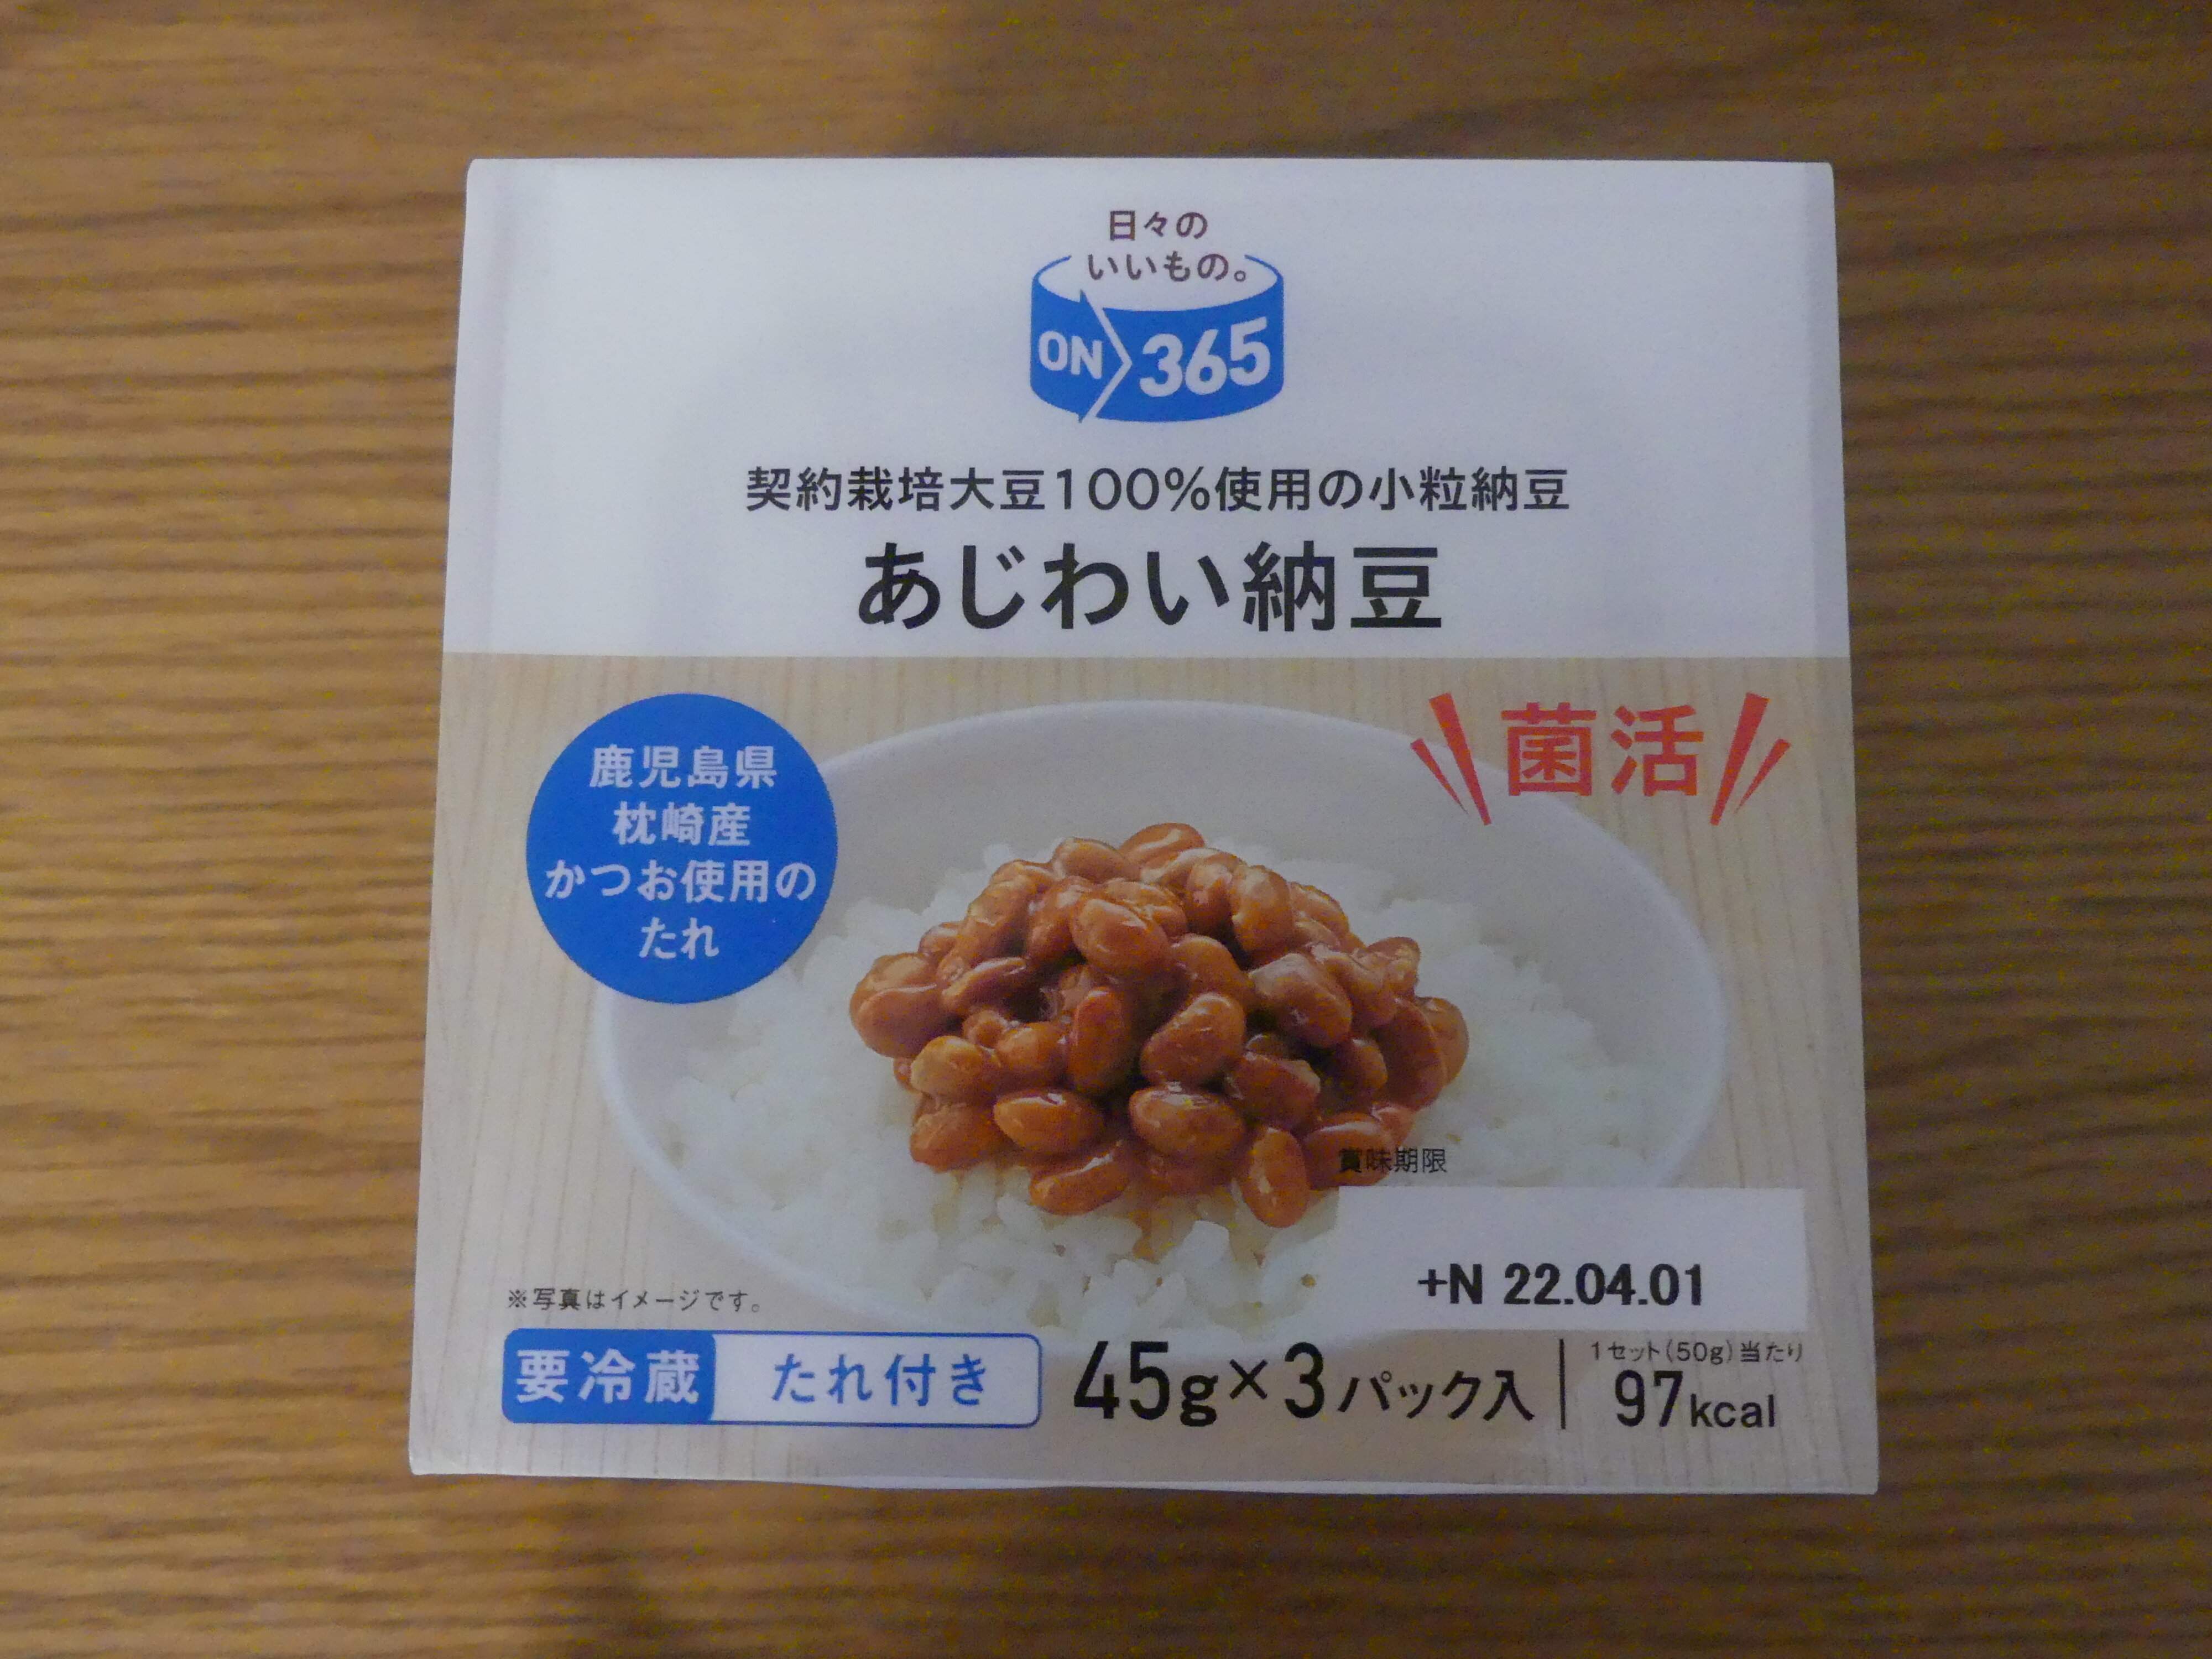 日々の
いいもの。
ON 365
契約栽培大豆100%使用の小粒納豆
あじわい納豆
鹿児島県
枕崎産
かつお使用の
たれ
菌活
賞味期限
+N 22.04.01
※写真はイメージです。
要冷蔵 たれ付き 45g×3パック入
1セット(50g)当たり
97kcal